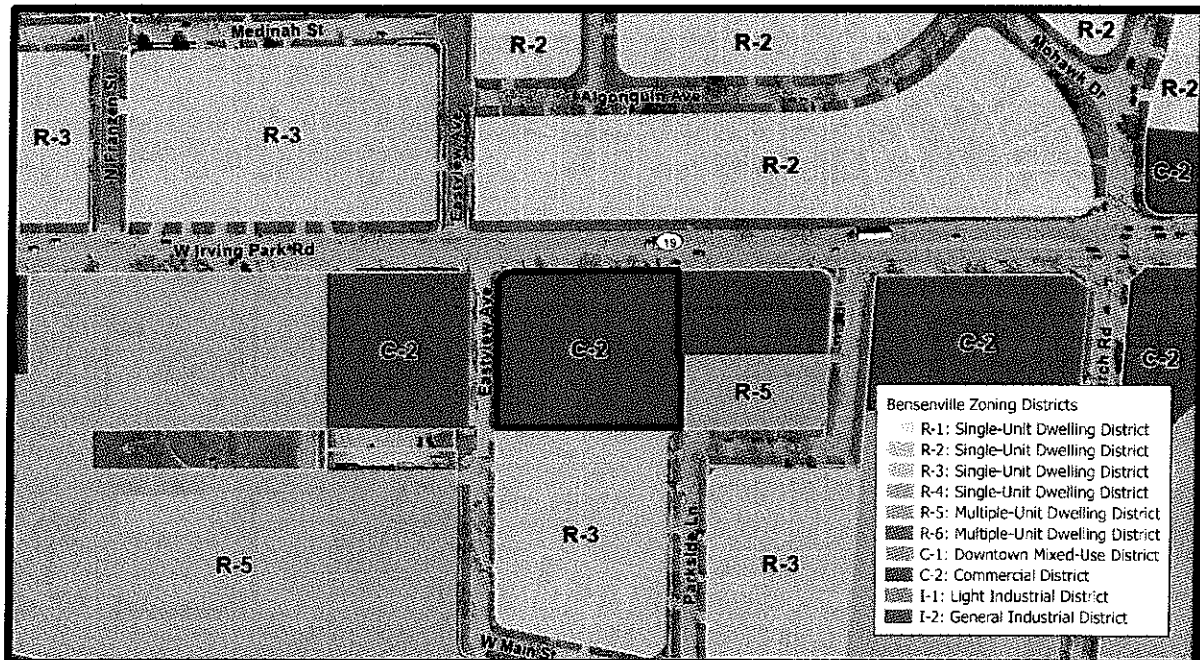 Medinah St
R-2
R-2
R-2
Mohawk Dr
R-2
Algonquin Ave
R-3
N Franzen St
R-3
Eastview Ave
R-2
C-2
W Irving Park Rd
19
C-2
Eastview Ave
C-2
C-2
C-2
R-5
R-5
R-3
Parkside Ln
R-3
W Main St
Bensenville Zoning Districts
R-1: Single-Unit Dwelling District
R-2: Single-Unit Dwelling District
R-3: Single-Unit Dwelling District
R-4: Single-Unit Dwelling District
R-5: Multiple-Unit Dwelling District
R-6: Multiple-Unit Dwelling District
C-1: Downtown Mixed-Use District
C-2: Commercial District
I-1: Light Industrial District
I-2: General Industrial District